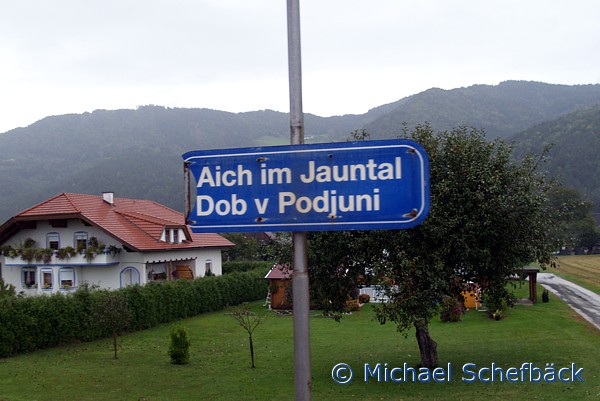 Aich im Jauntal
Dob v Podjuni
© Michael Schefbäck